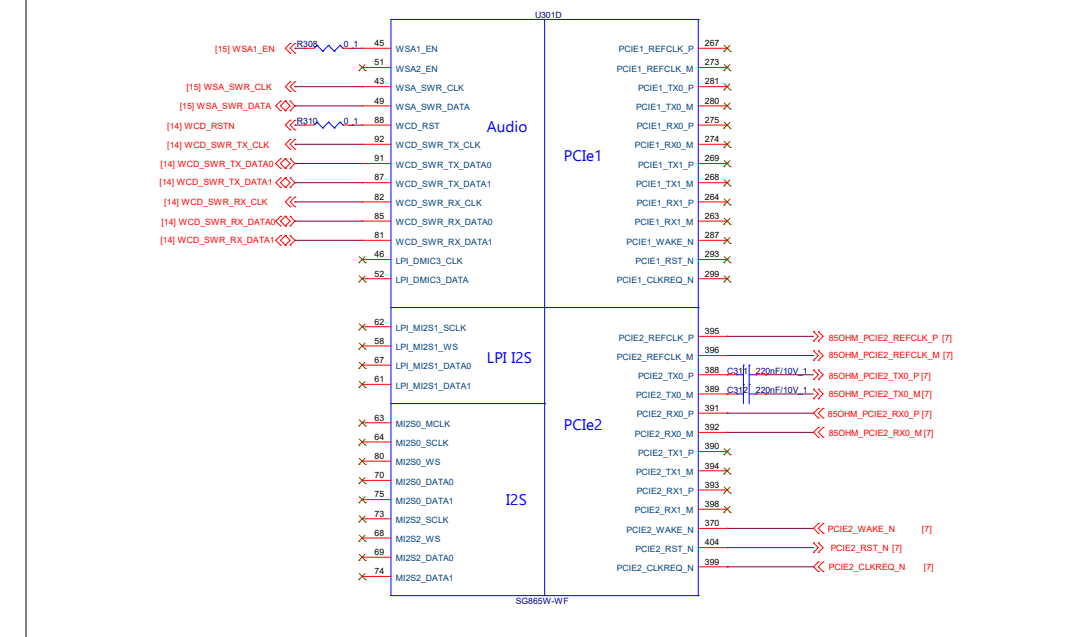 U301D
[15] WSA1_EN R308 0_1 45 WSA1_EN
51 WSA2_EN
[15] WSA_SWR_CLK 43 WSA_SWR_CLK
[15] WSA_SWR_DATA 49 WSA_SWR_DATA
[14] WCD_RSTN R310 0_1 88 WCD_RST
[14] WCD_SWR_TX_CLK 92 WCD_SWR_TX_CLK
[14] WCD_SWR_TX_DATA0 91 WCD_SWR_TX_DATA0
[14] WCD_SWR_TX_DATA1 87 WCD_SWR_TX_DATA1
[14] WCD_SWR_RX_CLK 82 WCD_SWR_RX_CLK
[14] WCD_SWR_RX_DATA0 85 WCD_SWR_RX_DATA0
[14] WCD_SWR_RX_DATA1 81 WCD_SWR_RX_DATA1
46 LPI_DMIC3_CLK
52 LPI_DMIC3_DATA
Audio
62 LPI_MI2S1_SCLK
58 LPI_MI2S1_WS
67 LPI_MI2S1_DATA0
61 LPI_MI2S1_DATA1
LPI I2S
63 MI2S0_MCLK
64 MI2S0_SCLK
80 MI2S0_WS
70 MI2S0_DATA0
75 MI2S0_DATA1
73 MI2S2_SCLK
68 MI2S2_WS
69 MI2S2_DATA0
74 MI2S2_DATA1
I2S
PCIe1
PCIE1_REFCLK_P 267
PCIE1_REFCLK_M 273
PCIE1_TX0_P 281
PCIE1_TX0_M 280
PCIE1_RX0_P 275
PCIE1_RX0_M 274
PCIE1_TX1_P 269
PCIE1_TX1_M 268
PCIE1_RX1_P 264
PCIE1_RX1_M 263
PCIE1_WAKE_N 287
PCIE1_RST_N 293
PCIE1_CLKREQ_N 299
PCIe2
PCIE2_REFCLK_P 395 85OHM_PCIE2_REFCLK_P [7]
PCIE2_REFCLK_M 396 85OHM_PCIE2_REFCLK_M [7]
PCIE2_TX0_P 388 C311 220nF/10V_1 85OHM_PCIE2_TX0_P [7]
PCIE2_TX0_M 389 C312 220nF/10V_1 85OHM_PCIE2_TX0_M [7]
PCIE2_RX0_P 391 85OHM_PCIE2_RX0_P [7]
PCIE2_RX0_M 392 85OHM_PCIE2_RX0_M [7]
PCIE2_TX1_P 390
PCIE2_TX1_M 394
PCIE2_RX1_P 393
PCIE2_RX1_M 398
PCIE2_WAKE_N 370 PCIE2_WAKE_N [7]
PCIE2_RST_N 404 PCIE2_RST_N [7]
PCIE2_CLKREQ_N 399 PCIE2_CLKREQ_N [7]
SG865W-WF